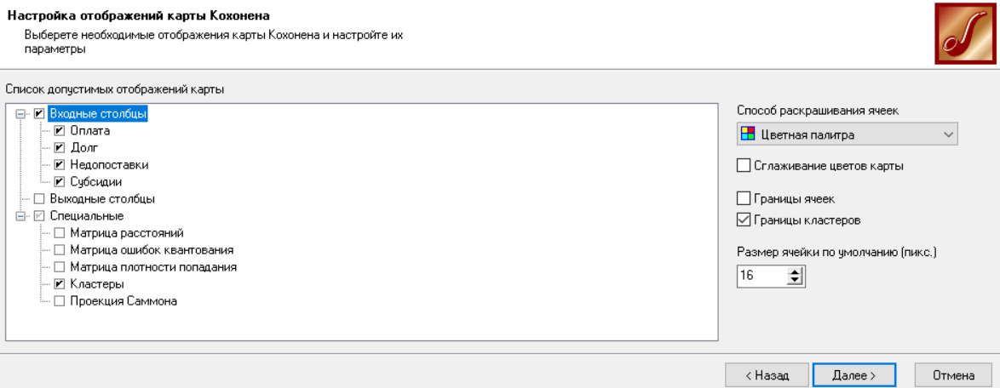 Настройка отображений карты Кохонена
Выберете необходимые отображения карты Кохонена и настройте их
параметры
Список допустимых отображений карты
Входные столбцы
Оплата
Долг
Недопоставки
Субсидии
Выходные столбцы
Специальные
Матрица расстояний
Матрица ошибок квантования
Матрица плотности попадания
Кластеры
Проекция Саммона
Способ раскрашивания ячеек
Цветная палитра
Сглаживание цветов карты
Границы ячеек
Границы кластеров
Размер ячейки по умолчанию (пикс.)
16
< Назад
Далее >
Отмена